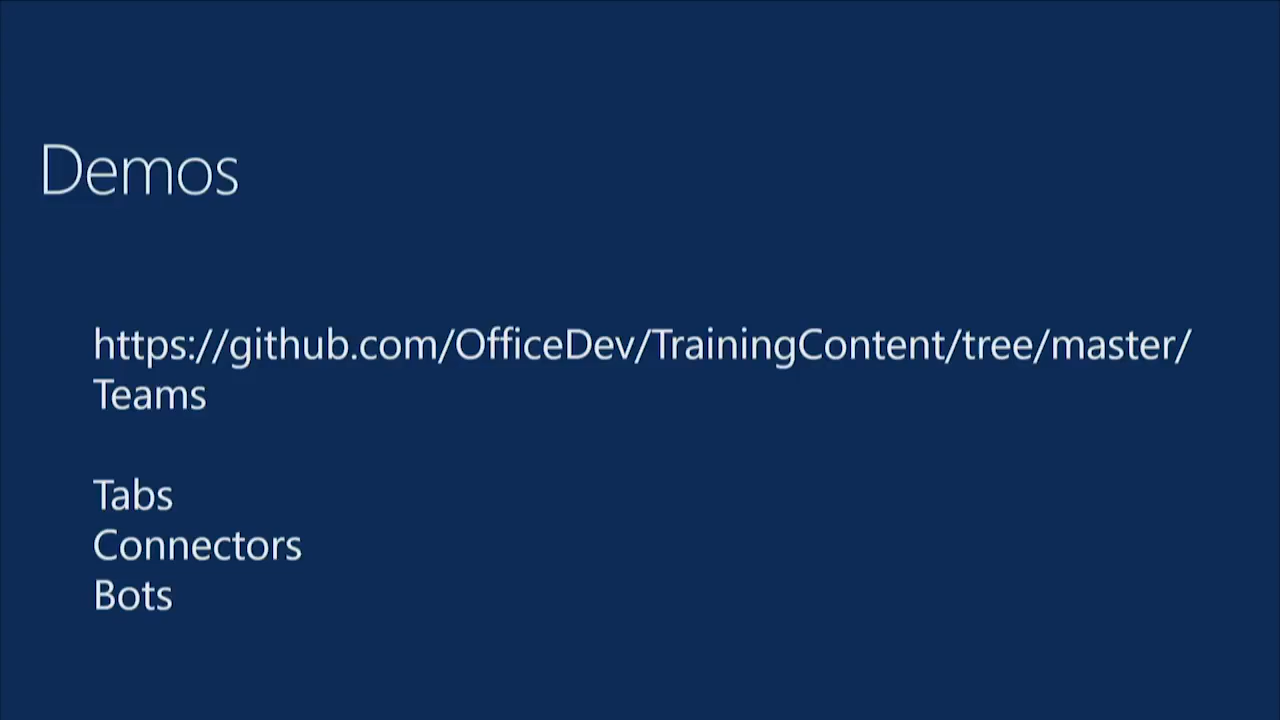 Demos
https://github.com/OfficeDev/TrainingContent/tree/master/
Teams
Tabs
Connectors
Bots